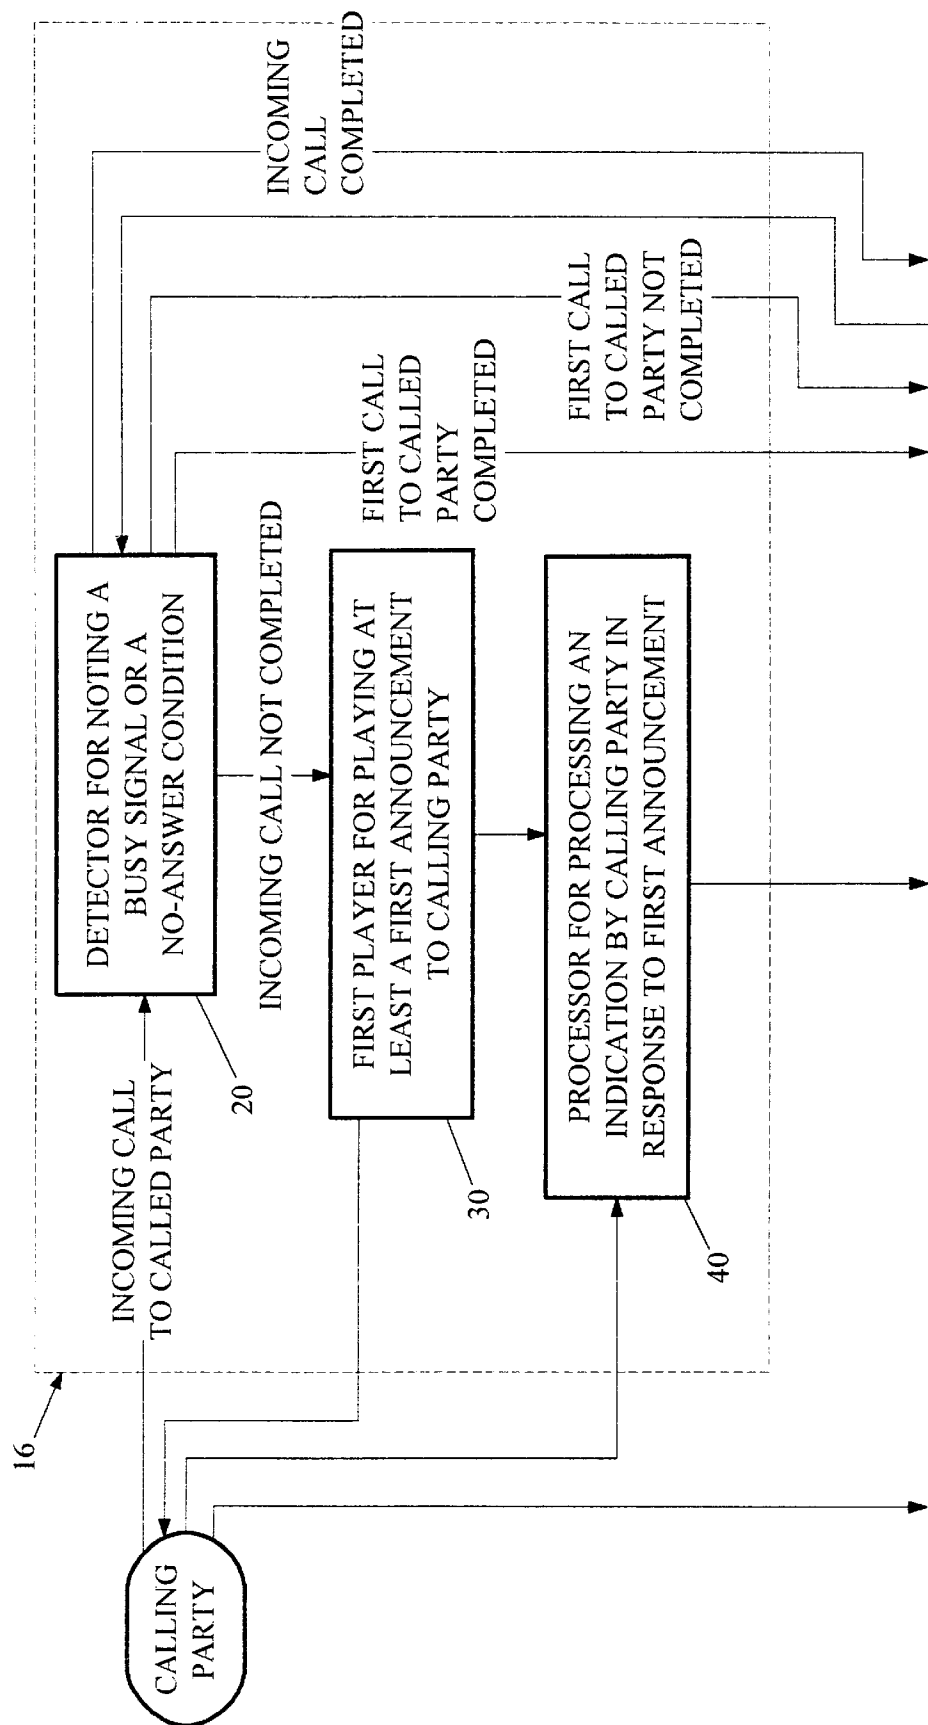 16
CALLING
PARTY
INCOMING CALL
TO CALLED PARTY
DETECTOR FOR NOTING A
BUSY SIGNAL OR A
NO-ANSWER CONDITION
20
INCOMING
CALL
COMPLETED
INCOMING CALL NOT COMPLETED
FIRST CALL
TO CALLED
PARTY
COMPLETED
FIRST CALL
TO CALLED
PARTY NOT
COMPLETED
FIRST PLAYER FOR PLAYING AT
LEAST A FIRST ANNOUNCEMENT
TO CALLING PARTY
30
PROCESSOR FOR PROCESSING AN
INDICATION BY CALLING PARTY IN
RESPONSE TO FIRST ANNOUNCEMENT
40